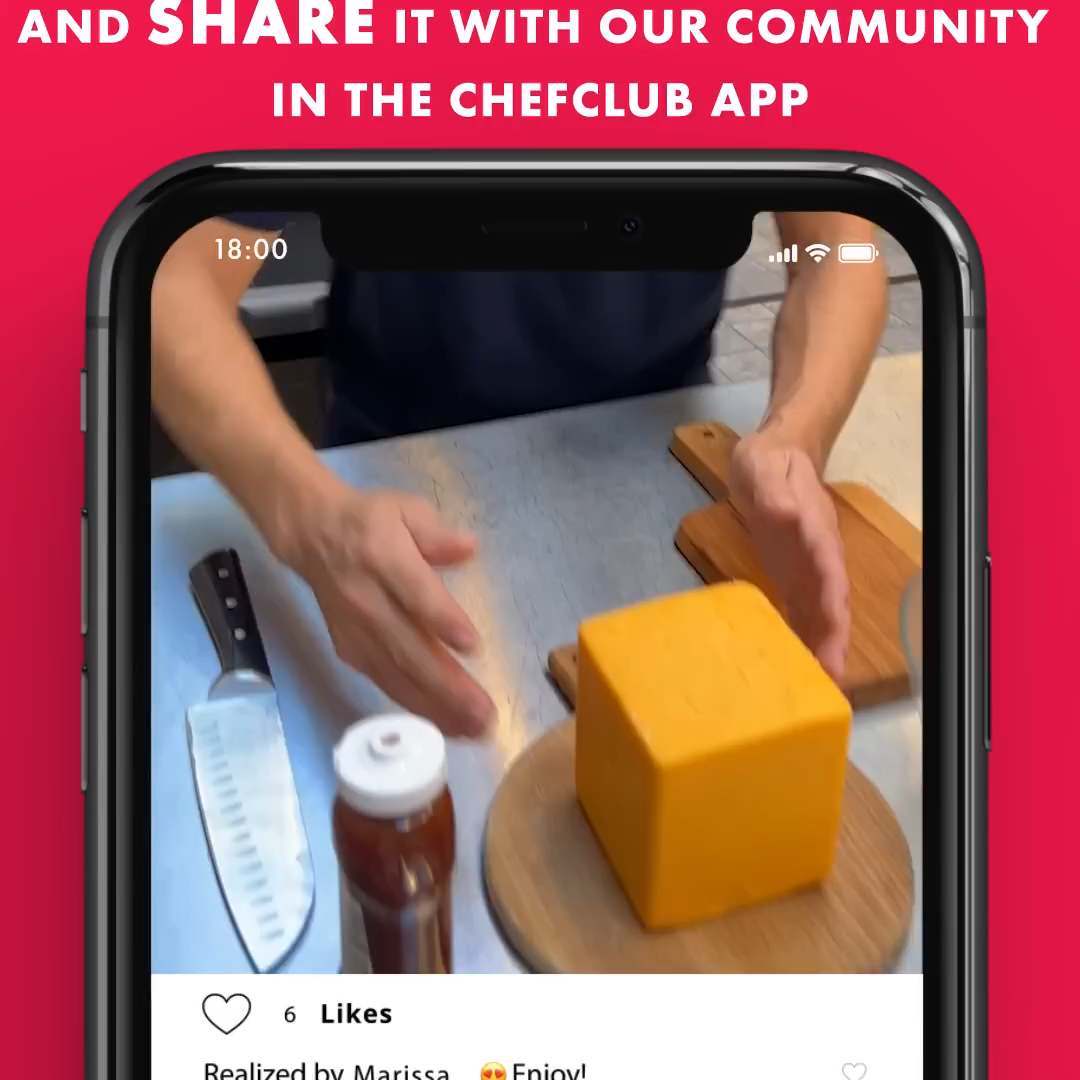 AND SHARE IT WITH OUR COMMUNITY
IN THE CHEFCLUB APP
18:00
6 Likes
Realized by Marissa 😍 Enjoy!